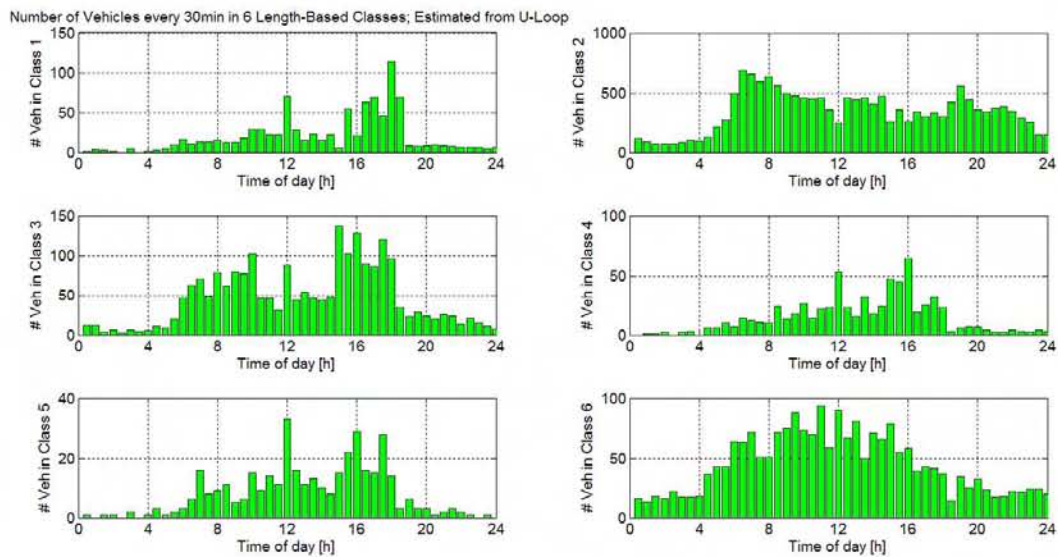 Number of Vehicles every 30min in 6 Length-Based Classes; Estimated from U-Loop
# Veh in Class 1
150
100
50
0
0 4 8 12 16 20 24
Time of day [h]
# Veh in Class 2
1000
500
0
0 4 8 12 16 20 24
Time of day [h]
# Veh in Class 3
150
100
50
0
0 4 8 12 16 20 24
Time of day [h]
# Veh in Class 4
100
50
0
0 4 8 12 16 20 24
Time of day [h]
# Veh in Class 5
40
20
0
0 4 8 12 16 20 24
Time of day [h]
# Veh in Class 6
100
50
0
0 4 8 12 16 20 24
Time of day [h]